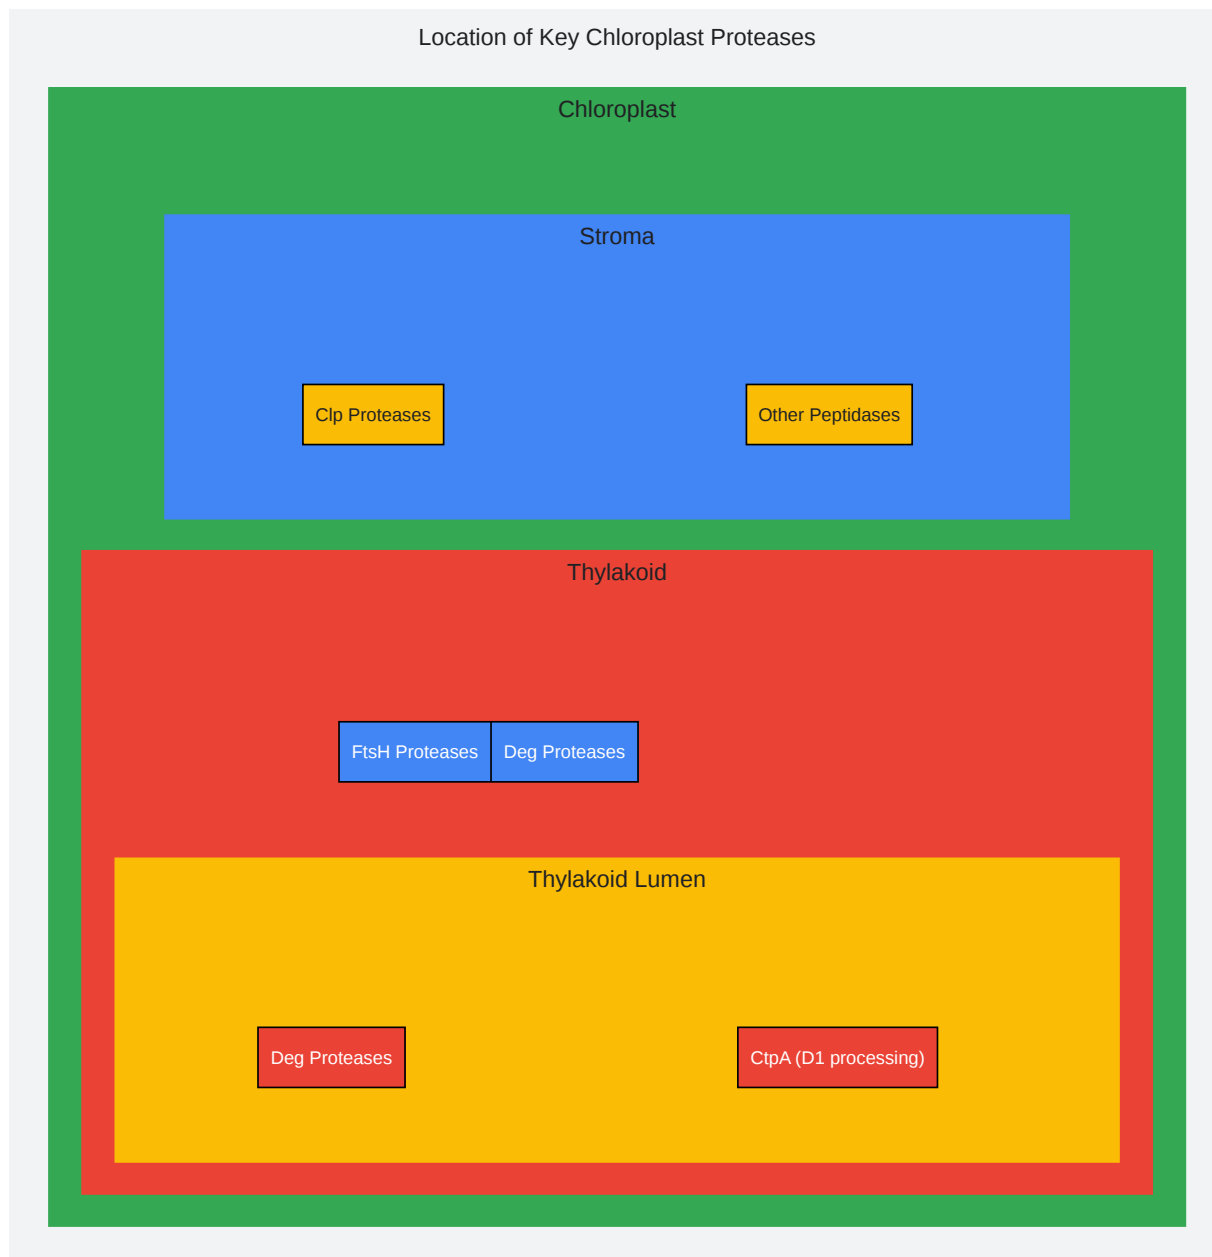 Location of Key Chloroplast Proteases
Chloroplast
Stroma
Clp Proteases
Other Peptidases
Thylakoid
FtsH Proteases
Deg Proteases
Thylakoid Lumen
Deg Proteases
CtpA (D1 processing)